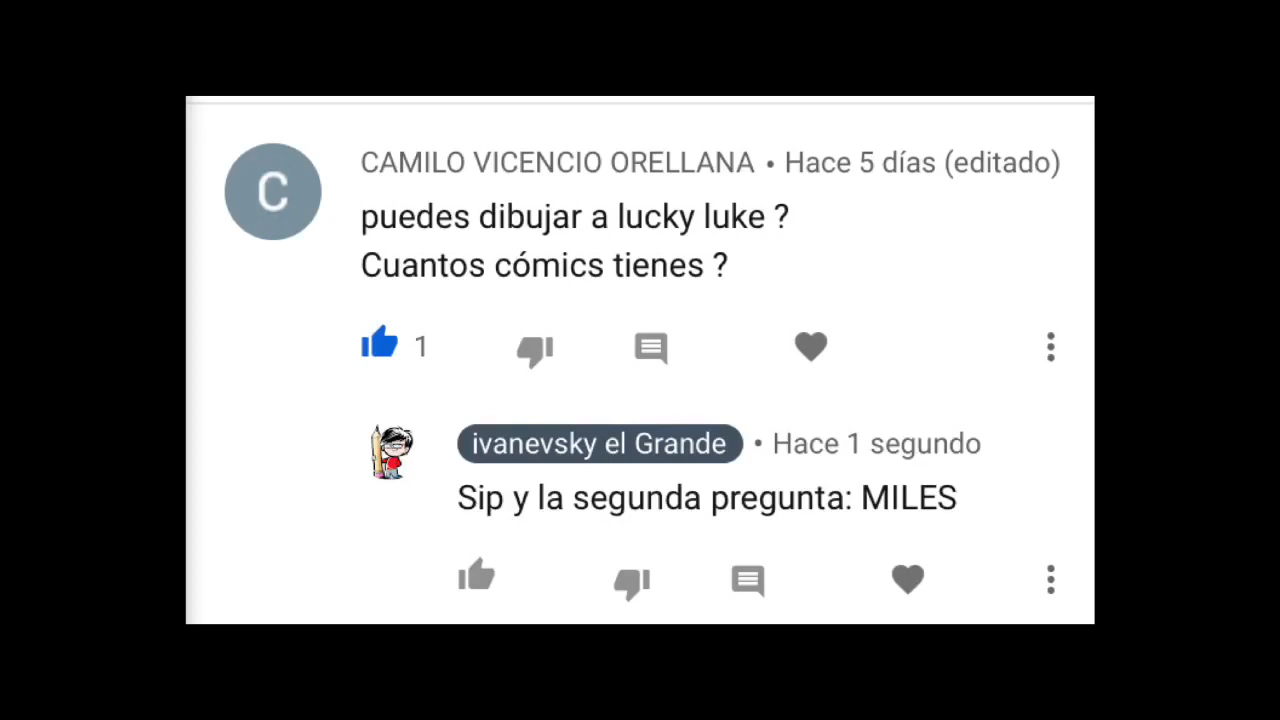 C
CAMILO VICENCIO ORELLANA • Hace 5 días (editado)
puedes dibujar a lucky luke ?
Cuantos cómics tienes ?
1
ivanevsky el Grande • Hace 1 segundo
Sip y la segunda pregunta: MILES